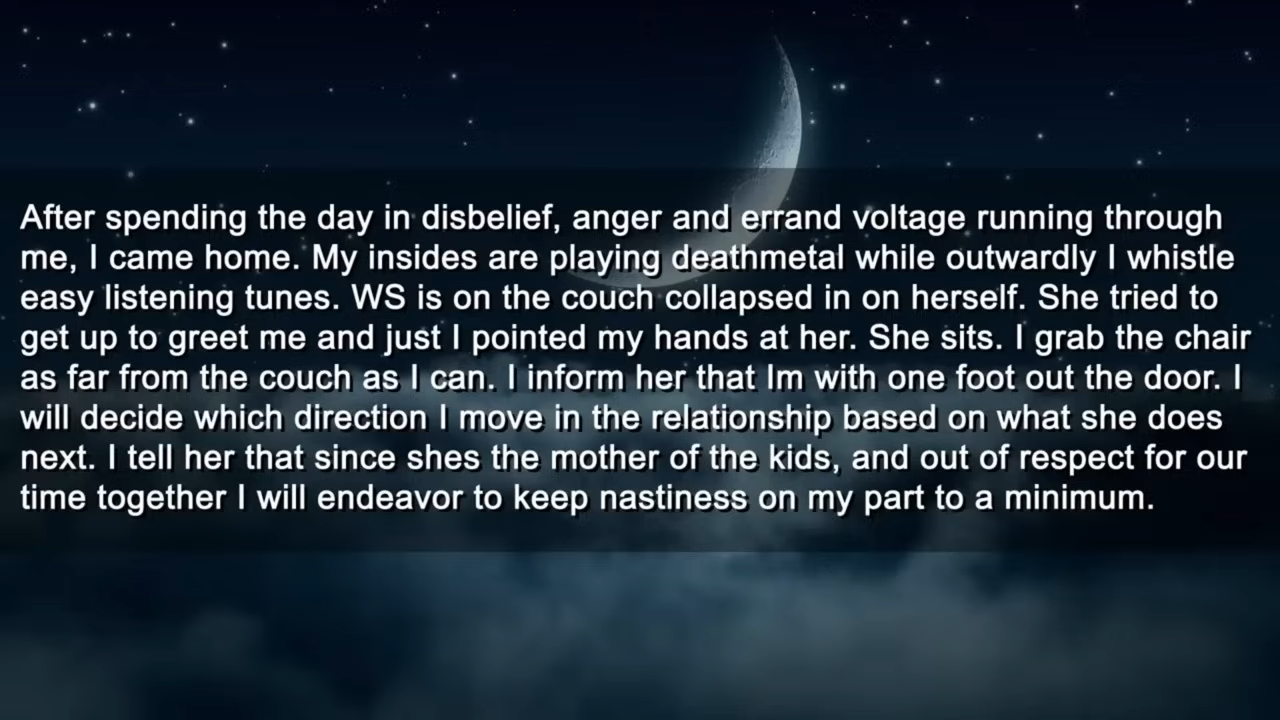 After spending the day in disbelief, anger and errand voltage running through
me, I came home. My insides are playing deathmetal while outwardly I whistle
easy listening tunes. WS is on the couch collapsed in on herself. She tried to
get up to greet me and just I pointed my hands at her. She sits. I grab the chair
as far from the couch as I can. I inform her that Im with one foot out the door. I
will decide which direction I move in the relationship based on what she does
next. I tell her that since shes the mother of the kids, and out of respect for our
time together I will endeavor to keep nastiness on my part to a minimum.